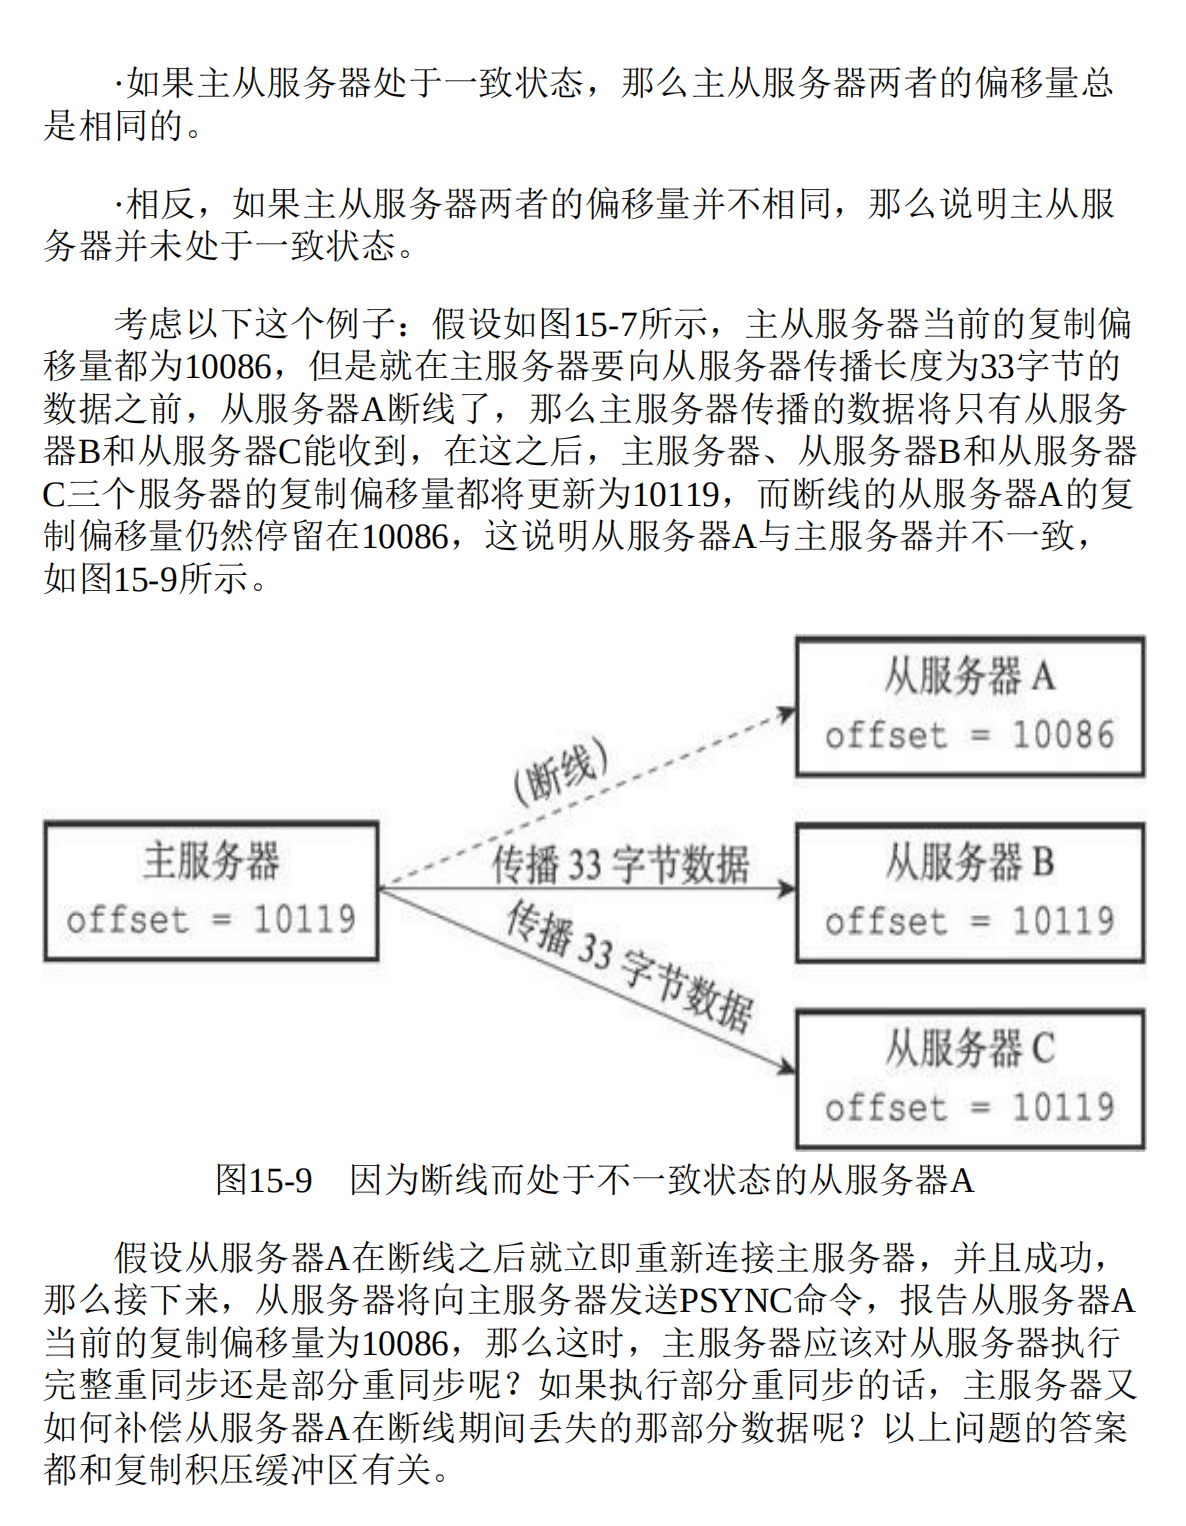 ·如果主从服务器处于一致状态，那么主从服务器两者的偏移量总
是相同的。
·相反，如果主从服务器两者的偏移量并不相同，那么说明主从服
务器并未处于一致状态。
考虑以下这个例子：假设如图15-7所示，主从服务器当前的复制偏
移量都为10086，但是就在主服务器要向从服务器传播长度为33字节的
数据之前，从服务器A断线了，那么主服务器传播的数据将只有从服务
器B和从服务器C能收到，在这之后，主服务器、从服务器B和从服务器
C三个服务器的复制偏移量都将更新为10119，而断线的从服务器A的复
制偏移量仍然停留在10086，这说明从服务器A与主服务器并不一致，
如图15-9所示。
从服务器 A
offset = 10086
(断线)
主服务器
offset = 10119
传播 33 字节数据
从服务器 B
offset = 10119
传播 33 字节数据
从服务器 C
offset = 10119
图15-9　因为断线而处于不一致状态的从服务器A
假设从服务器A在断线之后就立即重新连接主服务器，并且成功，
那么接下来，从服务器将向主服务器发送PSYNC命令，报告从服务器A
当前的复制偏移量为10086，那么这时，主服务器应该对从服务器执行
完整重同步还是部分重同步呢？如果执行部分重同步的话，主服务器又
如何补偿从服务器A在断线期间丢失的那部分数据呢？以上问题的答案
都和复制积压缓冲区有关。